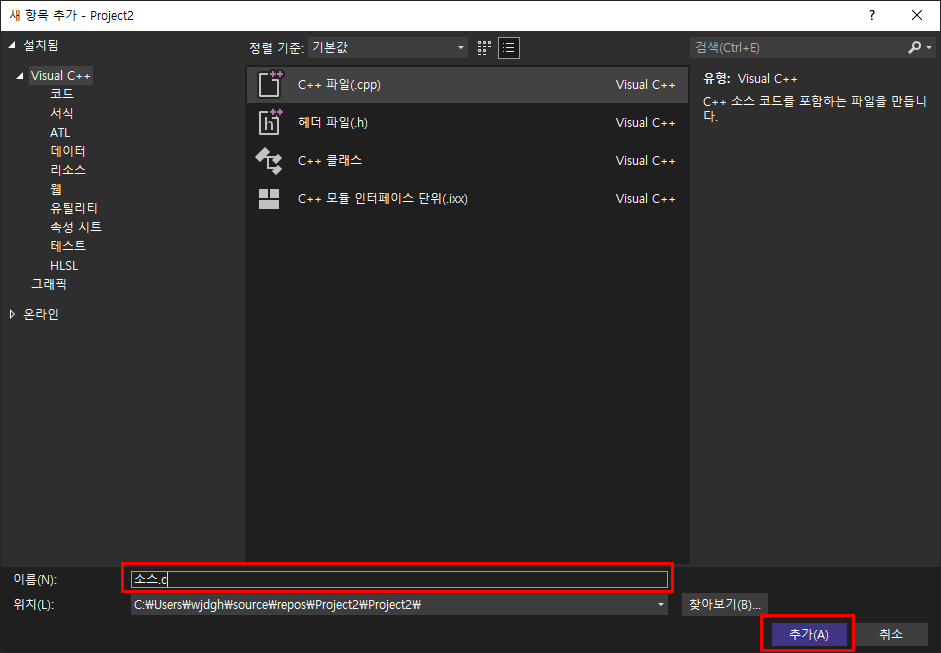 새 항목 추가 - Project2
?
설치됨
Visual C++
코드
서식
ATL
데이터
리소스
웹
유틸리티
속성 시트
테스트
HLSL
그래픽
온라인
정렬 기준: 기본값
C++ 파일(.cpp) Visual C++
헤더 파일(.h) Visual C++
C++ 클래스 Visual C++
C++ 모듈 인터페이스 단위(.ixx) Visual C++
검색(Ctrl+E)
유형: Visual C++
C++ 소스 코드를 포함하는 파일을 만듭니
다.
이름(N): 소스.c
위치(L): C:₩Users₩wjdgh₩source₩repos₩Project2₩Project2₩ 찾아보기(B)...
추가(A) 취소